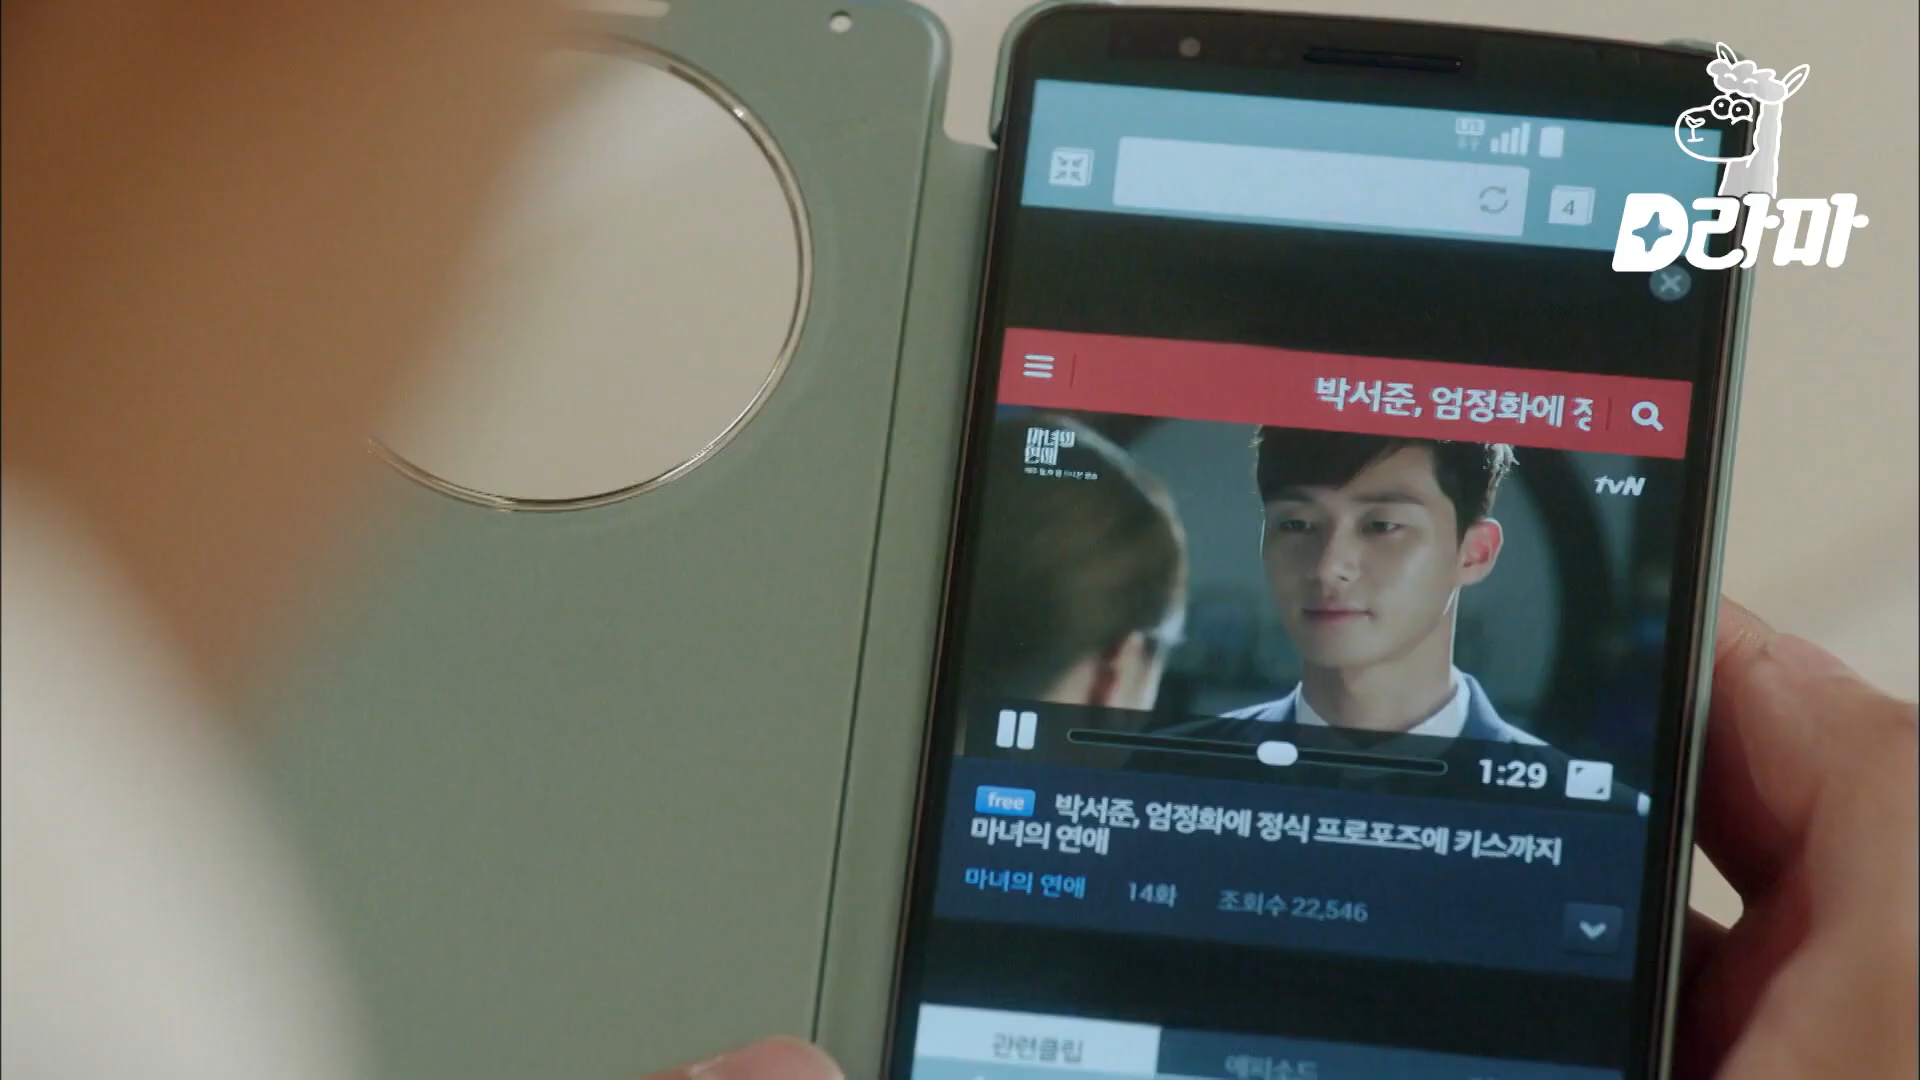 4
D라마
박서준, 엄정화에 정
마녀의
연애
tvN
1:29
free 박서준, 엄정화에 정식 프로포즈에 키스까지
마녀의 연애
마녀의 연애 14화 조회수 22,546
관련클립 에피소드